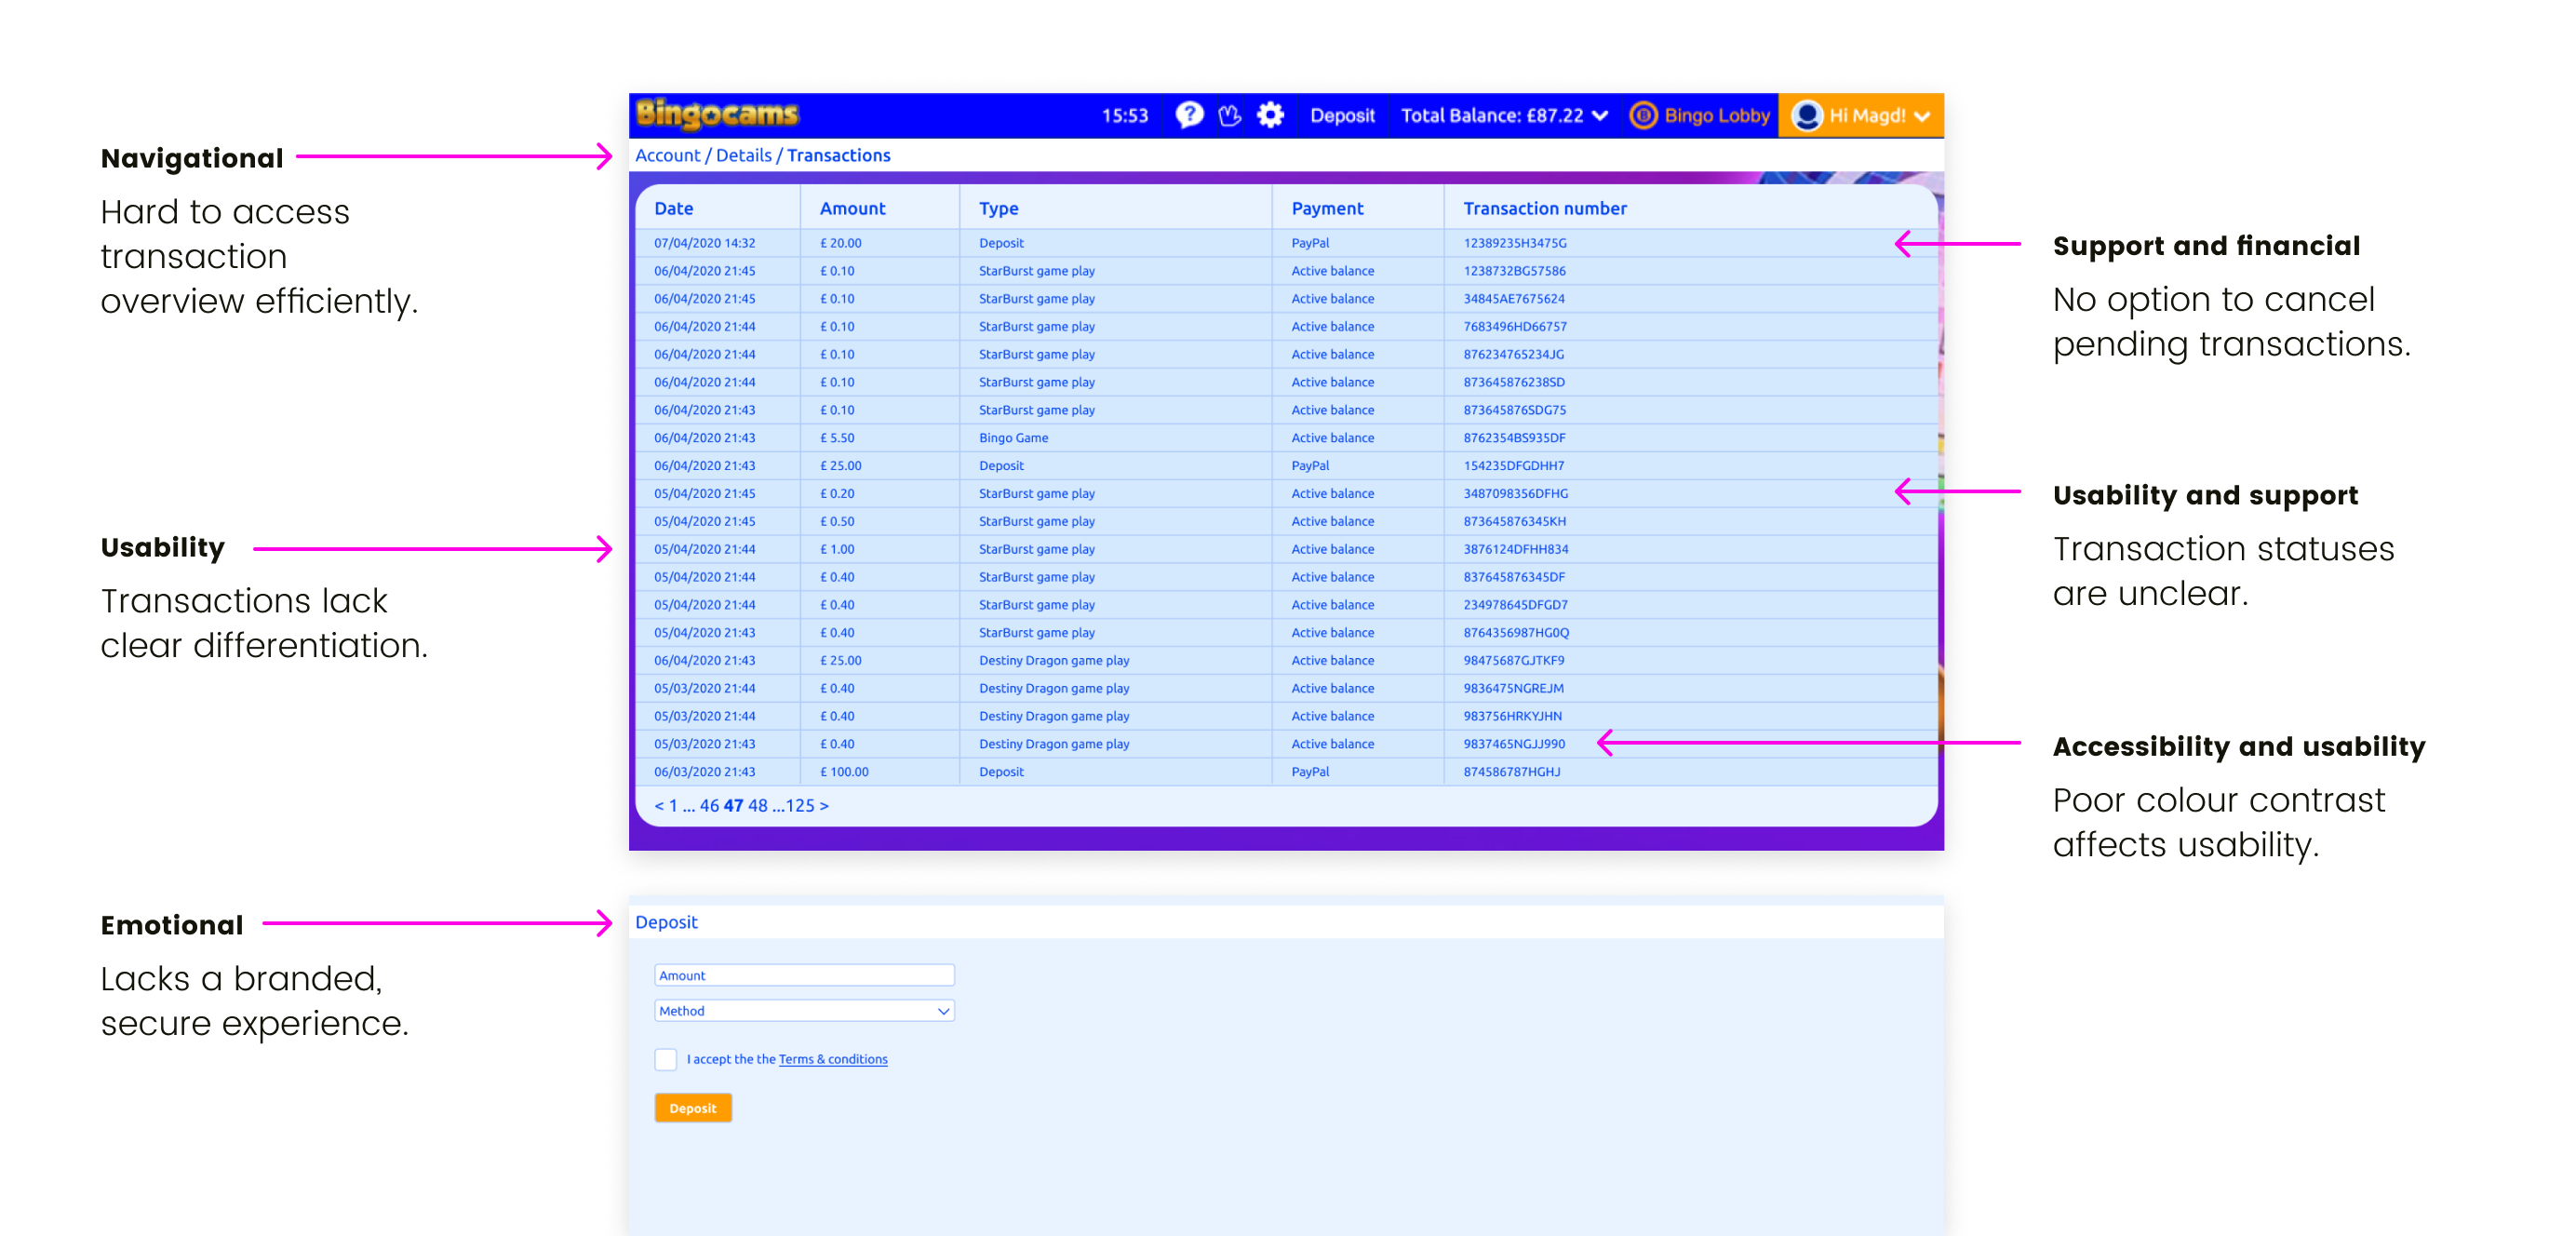 Bingocams
15:53 ? Deposit Total Balance: £87.22 B Bingo Lobby Hi Magd!
Account / Details / Transactions
Date Amount Type Payment Transaction number
07/04/2020 14:32 £ 20.00 Deposit PayPal 12389235H3475G
06/04/2020 21:45 £ 0.10 StarBurst game play Active balance 1238732BG57586
06/04/2020 21:45 £ 0.10 StarBurst game play Active balance 34845AE7675624
06/04/2020 21:44 £ 0.10 StarBurst game play Active balance 7683496HD66757
06/04/2020 21:44 £ 0.10 StarBurst game play Active balance 876234765234JG
06/04/2020 21:44 £ 0.10 StarBurst game play Active balance 873645876238SD
06/04/2020 21:43 £ 0.10 StarBurst game play Active balance 873645876SDG75
06/04/2020 21:43 £ 5.50 Bingo Game Active balance 8762354BS935DF
06/04/2020 21:43 £ 25.00 Deposit PayPal 154235DFGDHH7
05/04/2020 21:45 £ 0.20 StarBurst game play Active balance 3487098356DFHG
05/04/2020 21:45 £ 0.50 StarBurst game play Active balance 873645876345KH
05/04/2020 21:44 £ 1.00 StarBurst game play Active balance 3876124DFHH834
05/04/2020 21:44 £ 0.40 StarBurst game play Active balance 837645876345DF
05/04/2020 21:44 £ 0.40 StarBurst game play Active balance 234978645DFGD7
05/04/2020 21:43 £ 0.40 StarBurst game play Active balance 8764356987HG0Q
06/04/2020 21:43 £ 25.00 Destiny Dragon game play Active balance 98475687GJTKF9
05/03/2020 21:44 £ 0.40 Destiny Dragon game play Active balance 9836475NGREJM
05/03/2020 21:44 £ 0.40 Destiny Dragon game play Active balance 983756HRKYJHN
05/03/2020 21:43 £ 0.40 Destiny Dragon game play Active balance 9837465NGJJ990
06/03/2020 21:43 £ 100.00 Deposit PayPal 874586787HGHJ
< 1 ... 46 47 48 ...125 >
Deposit
Amount
Method
I accept the the Terms & conditions
Deposit
Navigational
Hard to access
transaction
overview efficiently.
Usability
Transactions lack
clear differentiation.
Emotional
Lacks a branded,
secure experience.
Support and financial
No option to cancel
pending transactions.
Usability and support
Transaction statuses
are unclear.
Accessibility and usability
Poor colour contrast
affects usability.